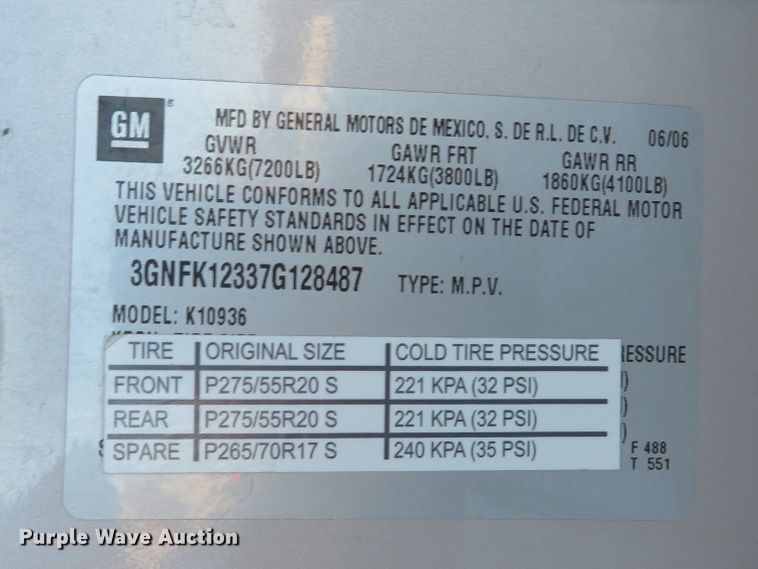 GM
MFD BY GENERAL MOTORS DE MEXICO, S. DE R.L. DE C.V. 06/06
GVWR GAWR FRT GAWR RR
3266KG(7200LB) 1724KG(3800LB) 1860KG(4100LB)
THIS VEHICLE CONFORMS TO ALL APPLICABLE U.S. FEDERAL MOTOR
VEHICLE SAFETY STANDARDS IN EFFECT ON THE DATE OF
MANUFACTURE SHOWN ABOVE.
3GNFK12337G128487 TYPE: M.P.V.
MODEL: K10936
TIRE ORIGINAL SIZE COLD TIRE PRESSURE ESSURE
FRONT P275/55R20 S 221 KPA (32 PSI) )
REAR P275/55R20 S 221 KPA (32 PSI) )
SPARE P265/70R17 S 240 KPA (35 PSI) )
F 488
T 551
Purple Wave Auction